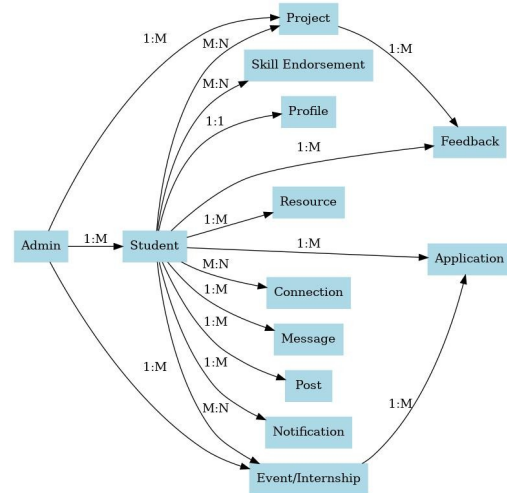 1:M
Project
M:N
1:M
Skill Endorsement
M:N
1:1
Profile
1:M
Feedback
Resource
1:M
1:M
Admin
1:M
Student
Application
M:N
Connection
1:M
Message
1:M
1:M
1:M
Post
1:M
M:N
Notification
Event/Internship